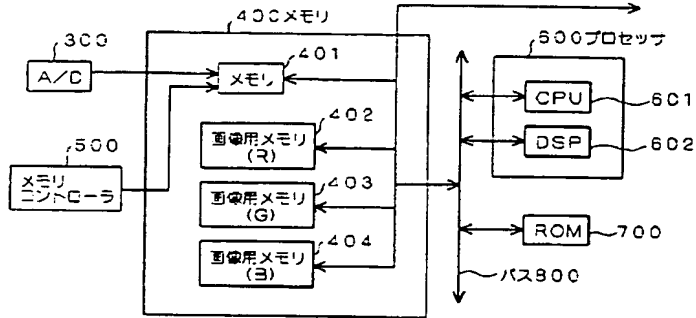 400メモリ
300
A/C
401
メモリ
600プロセッサ
CPU
601
DSP
602
402
画像用メモリ
(R)
500
メモリ
コントローラ
403
画像用メモリ
(G)
404
画像用メモリ
(B)
ROM
700
バス800